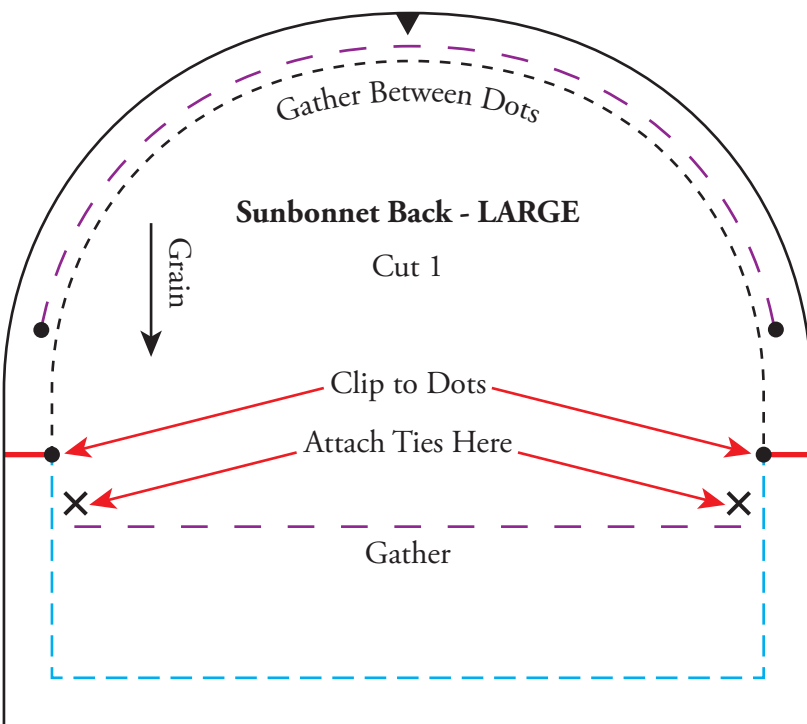 Gather Between Dots
Sunbonnet Back - LARGE
Cut 1
Grain
Clip to Dots
Attach Ties Here
Gather